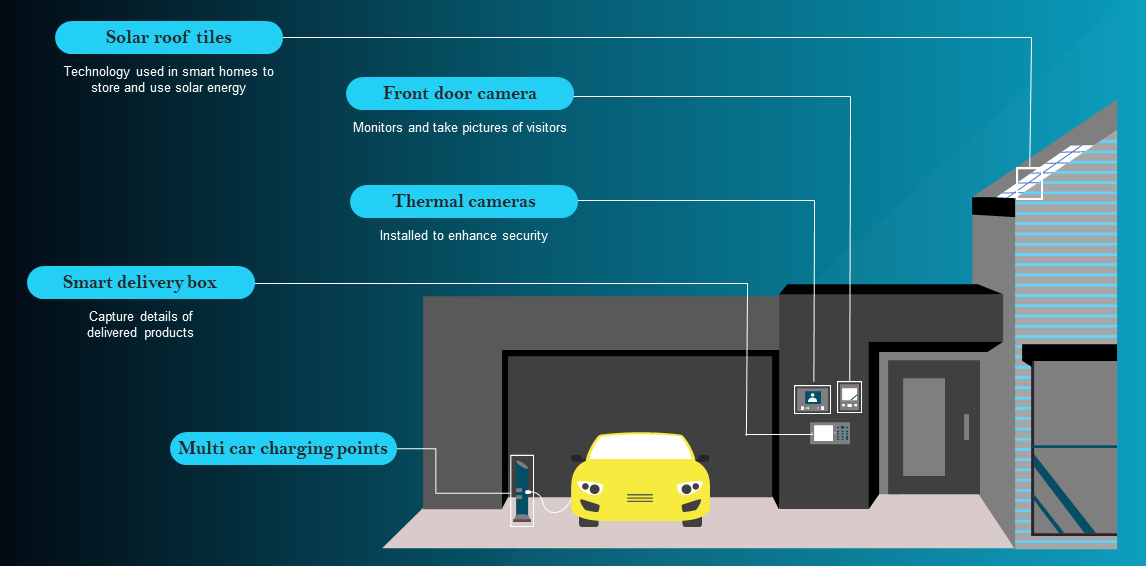 Solar roof tiles
Technology used in smart homes to
store and use solar energy
Front door camera
Monitors and take pictures of visitors
Thermal cameras
Installed to enhance security
Smart delivery box
Capture details of
delivered products
Multi car charging points